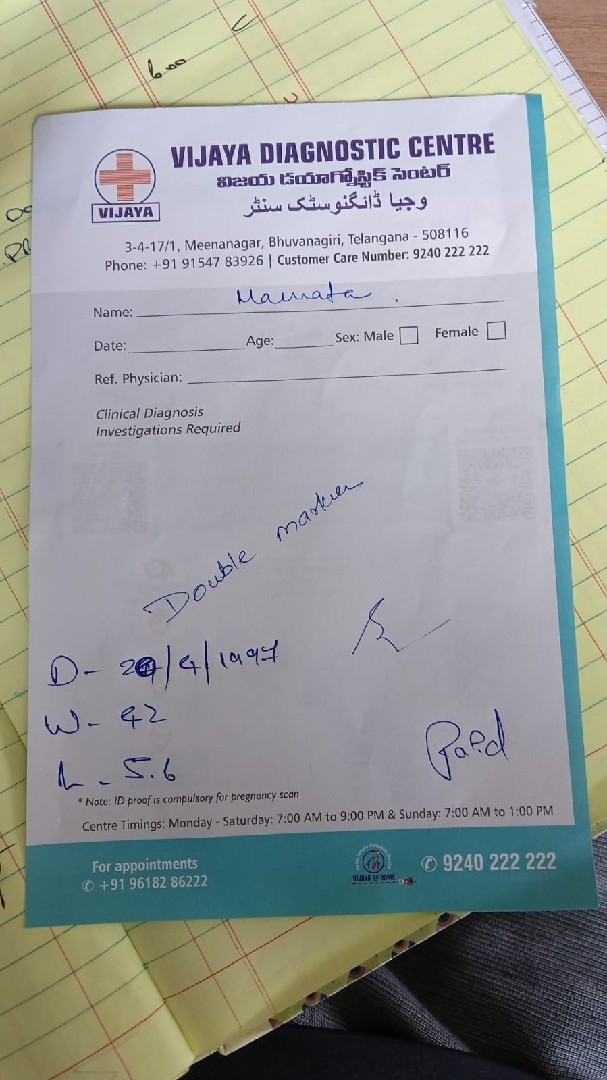 6.00
VIJAYA DIAGNOSTIC CENTRE
విజయ డయాగ్నోస్టిక్ సెంటర్
وجیا ڈائگنوسٹک سنٹر
VIJAYA
3-4-17/1, Meenanagar, Bhuvanagiri, Telangana - 508116
Phone: +91 91547 83926 | Customer Care Number: 9240 222 222
Name: Mamata
Date: Age: Sex: Male Female
Ref. Physician:
Clinical Diagnosis
Investigations Required
Double marker
D- 2 /4/1997
W- 42
L - 5.6
Paid
* Note: ID proof is compulsory for pregnancy scan
Centre Timings: Monday - Saturday: 7:00 AM to 9:00 PM & Sunday: 7:00 AM to 1:00 PM
For appointments
+91 96182 86222
9240 222 222